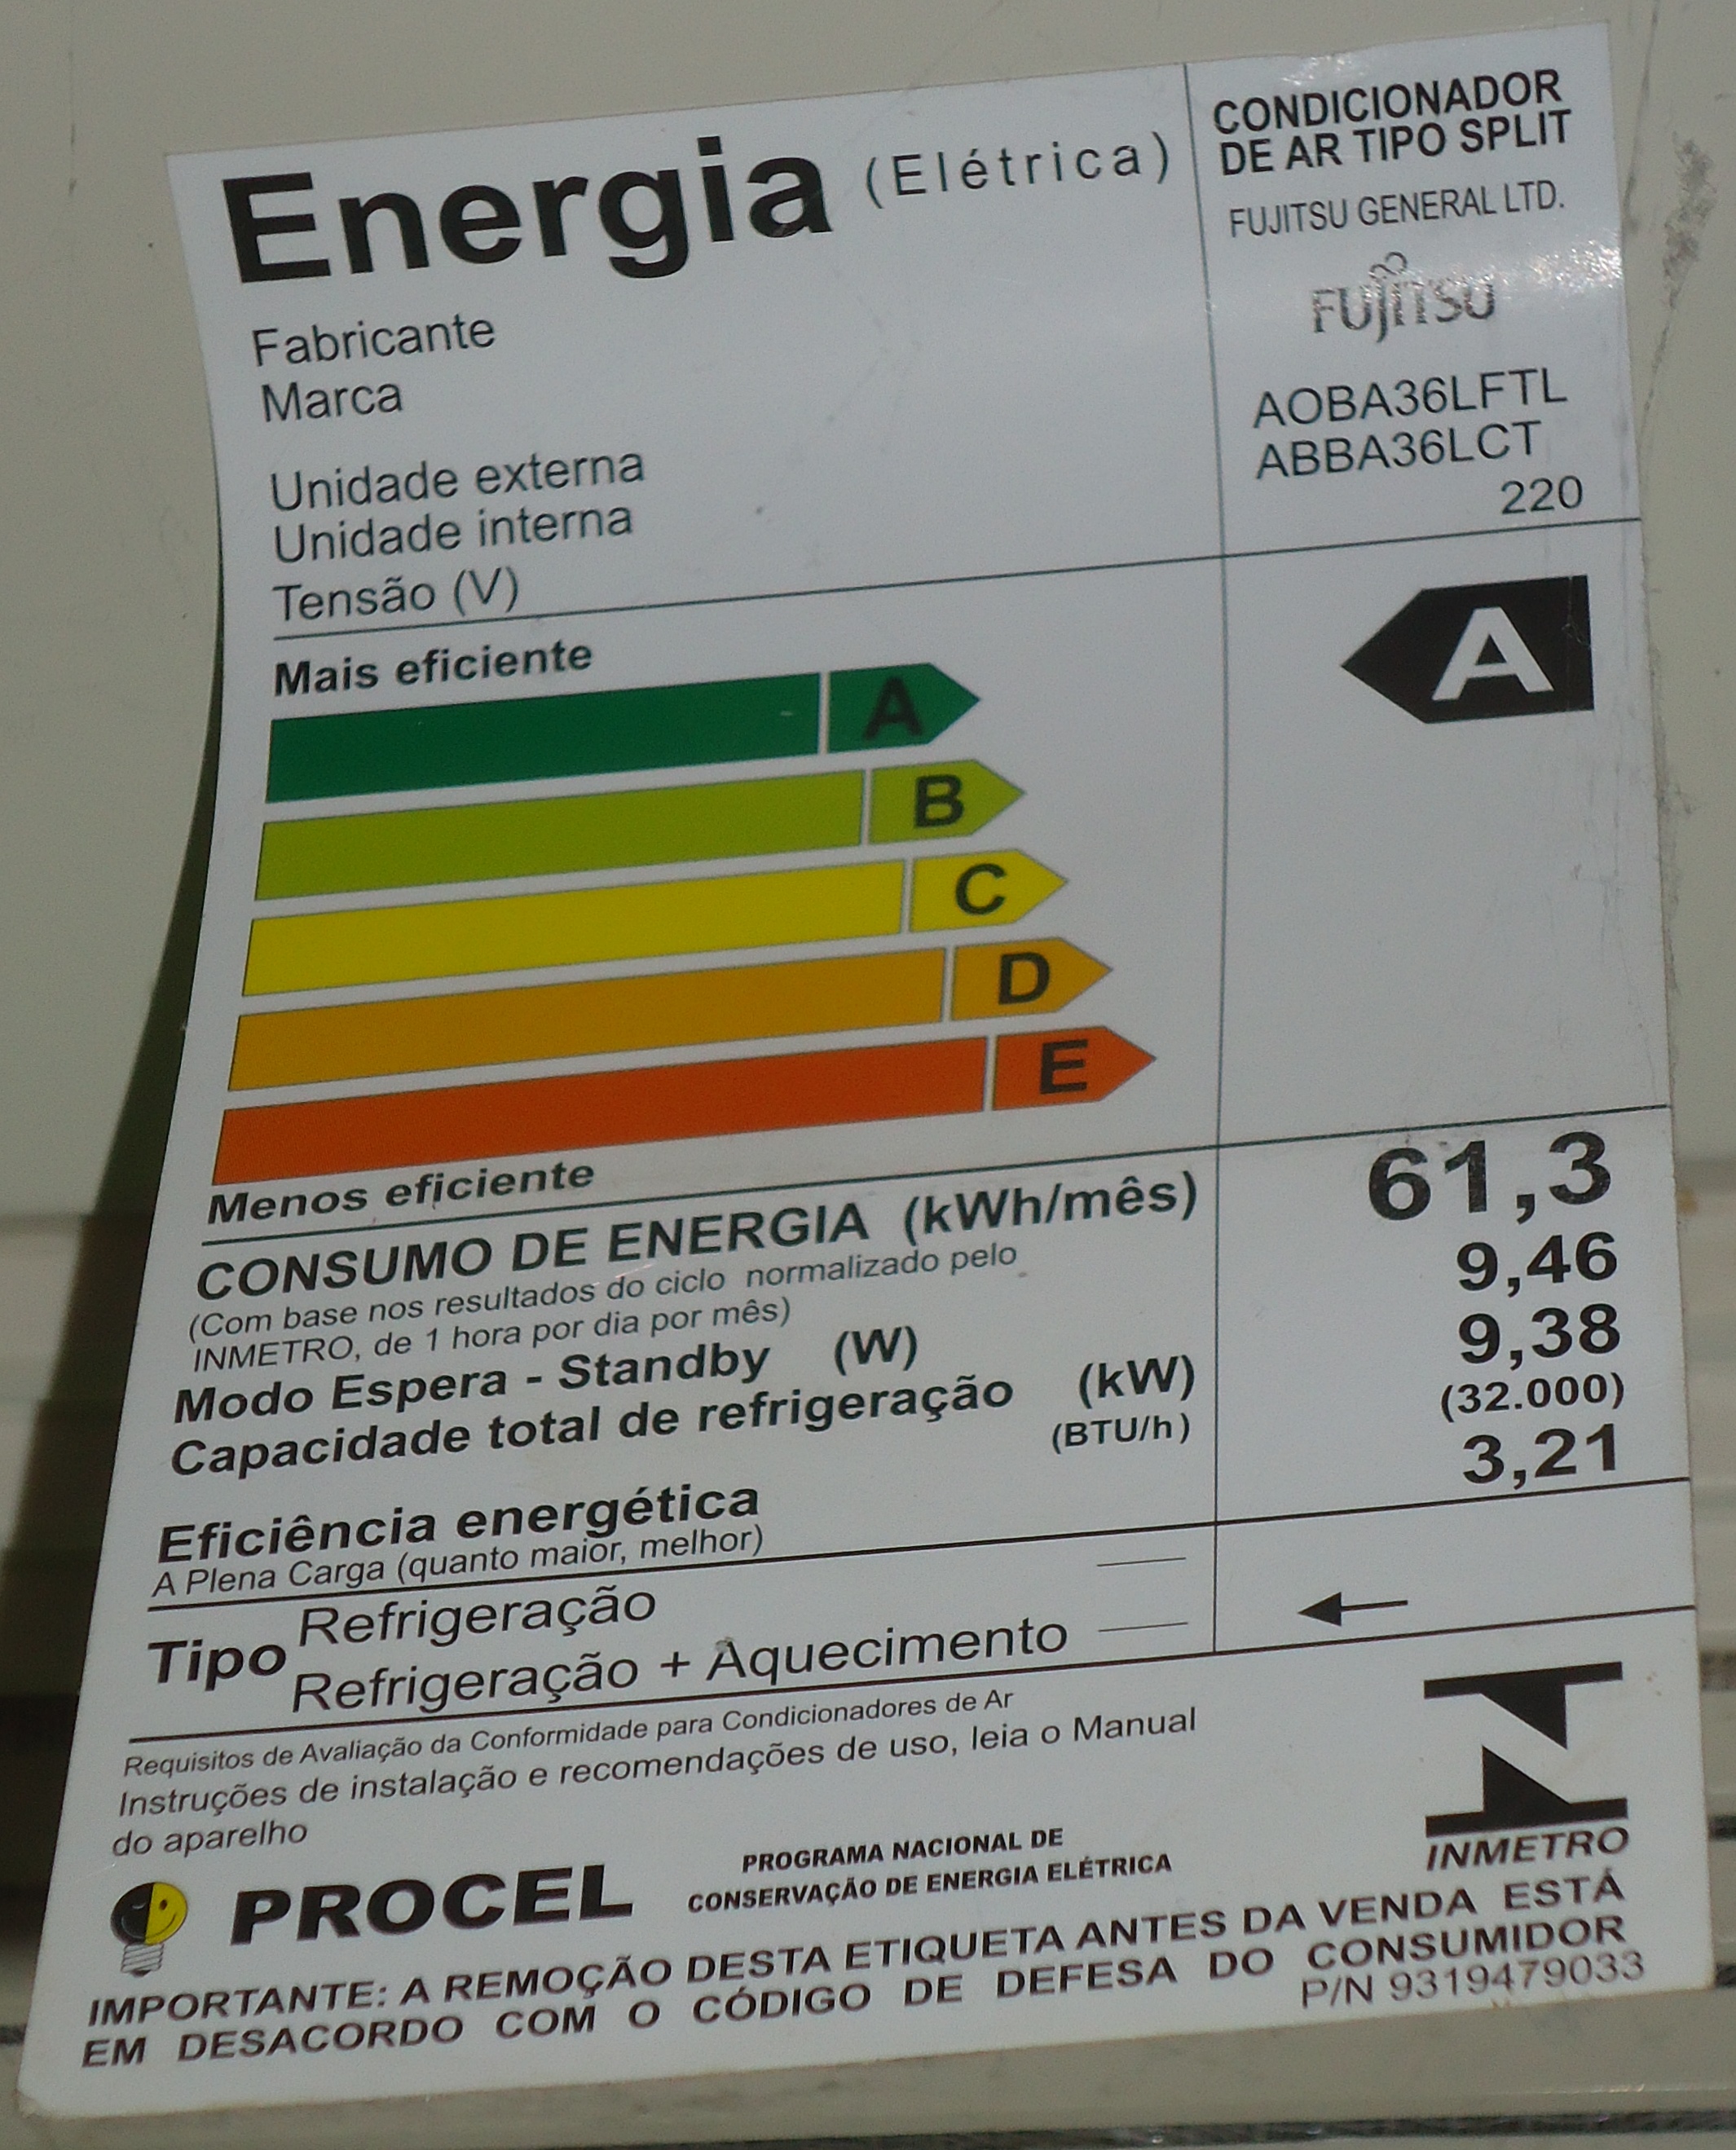 Energia (Elétrica)
CONDICIONADOR
DE AR TIPO SPLIT
Fabricante
FUJITSU GENERAL LTD.
Marca
FUJITSU
Unidade externa
AOBA36LFTL
Unidade interna
ABBA36LCT
Tensão (V)
220
Mais eficiente
A
A
B
C
D
E
Menos eficiente
CONSUMO DE ENERGIA (kWh/mês)
61,3
(Com base nos resultados do ciclo normalizado pelo
INMETRO, de 1 hora por dia por mês)
Modo Espera - Standby (W)
9,46
Capacidade total de refrigeração (kW)
9,38
(BTU/h)
(32.000)
Eficiência energética
3,21
A Plena Carga (quanto maior, melhor)
Tipo
Refrigeração
Refrigeração + Aquecimento
Requisitos de Avaliação da Conformidade para Condicionadores de Ar
Instruções de instalação e recomendações de uso, leia o Manual
do aparelho
PROCEL
PROGRAMA NACIONAL DE
CONSERVAÇÃO DE ENERGIA ELÉTRICA
INMETRO
IMPORTANTE: A REMOÇÃO DESTA ETIQUETA ANTES DA VENDA ESTÁ
EM DESACORDO COM O CÓDIGO DE DEFESA DO CONSUMIDOR
P/N 9319479033